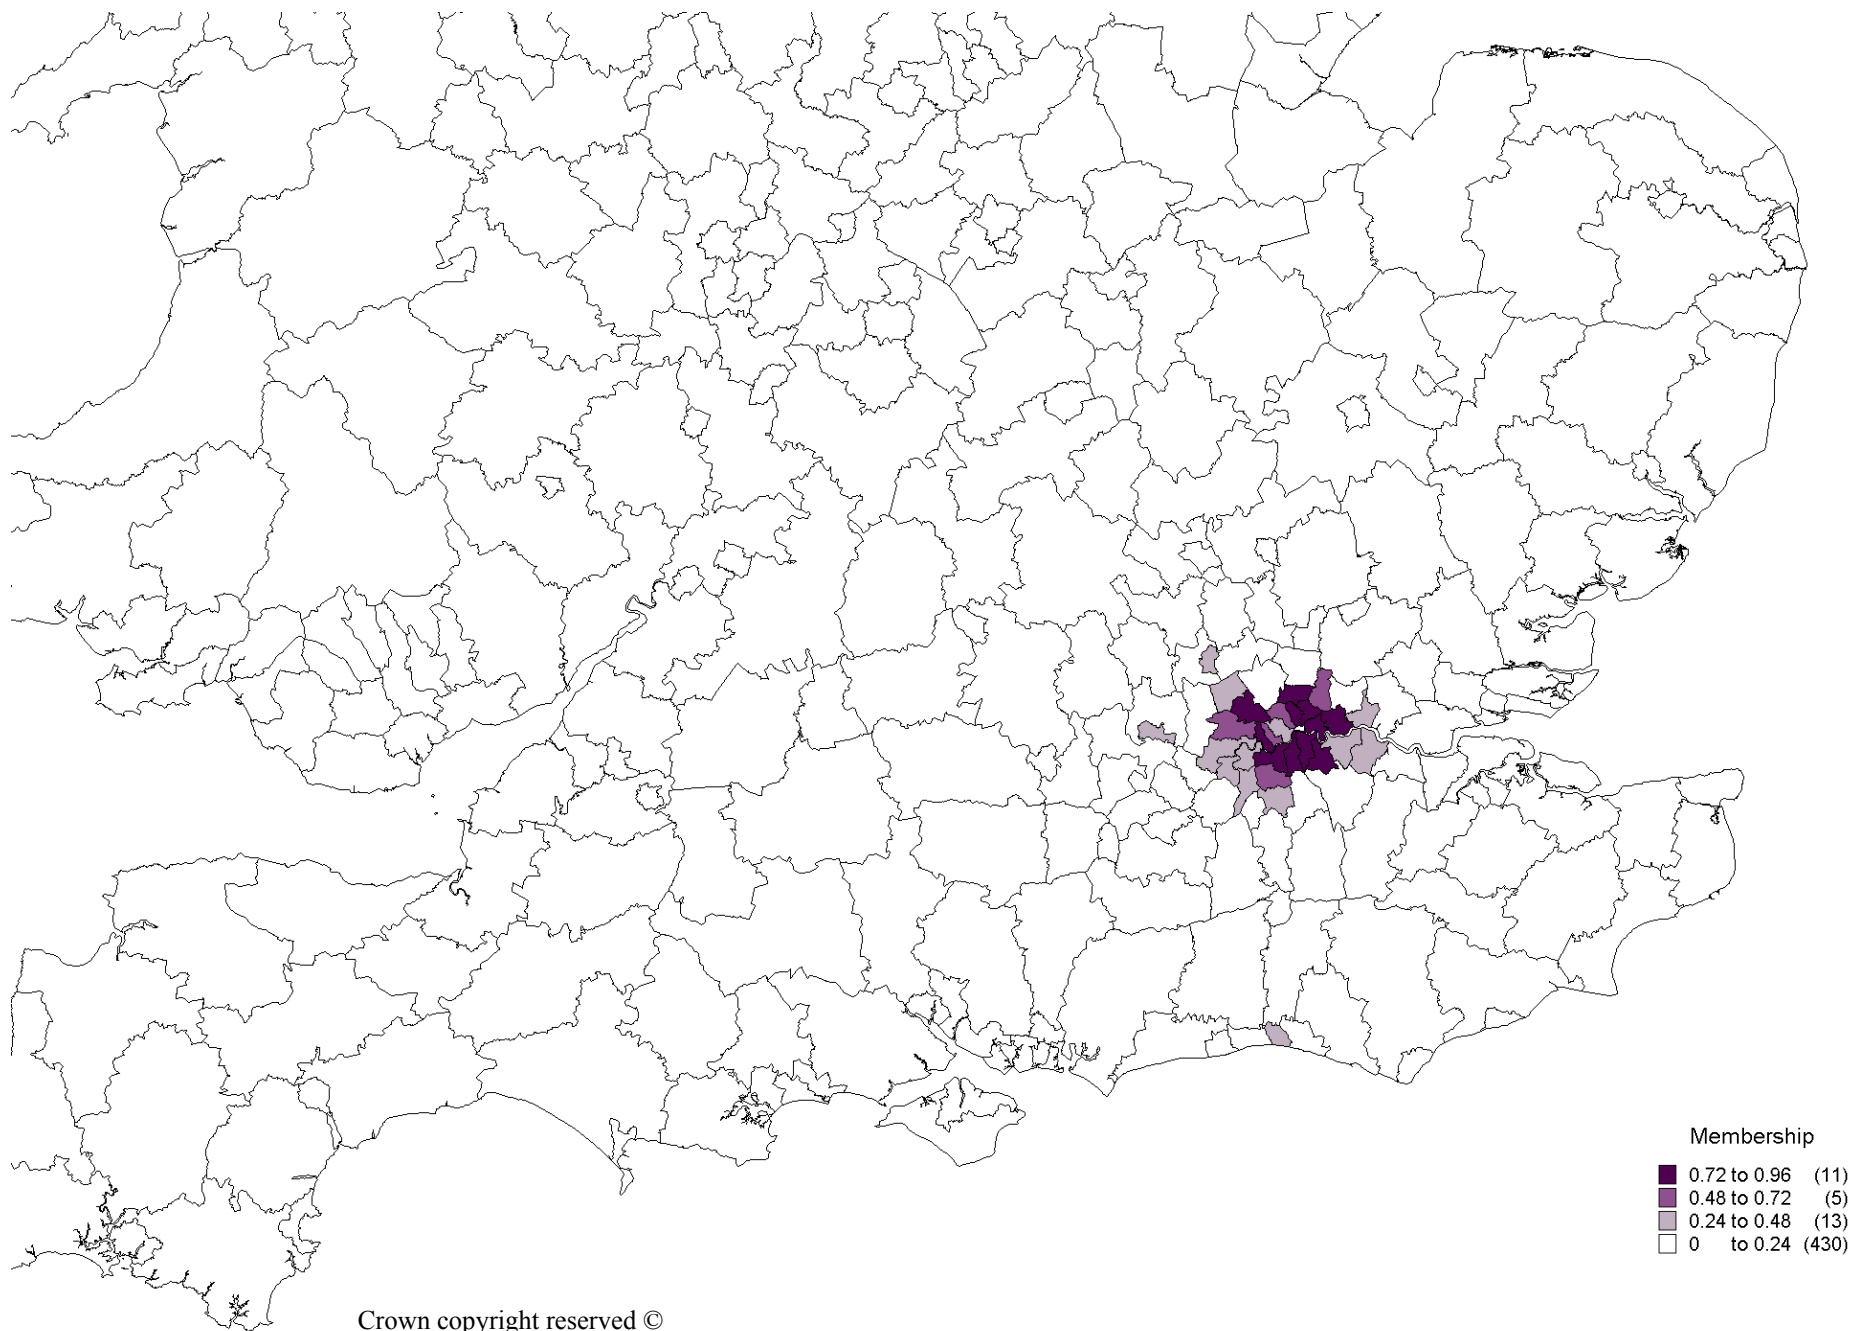 Membership
0.72 to 0.96 (11)
0.48 to 0.72 (5)
0.24 to 0.48 (13)
0 to 0.24 (430)
Crown copyright reserved ©